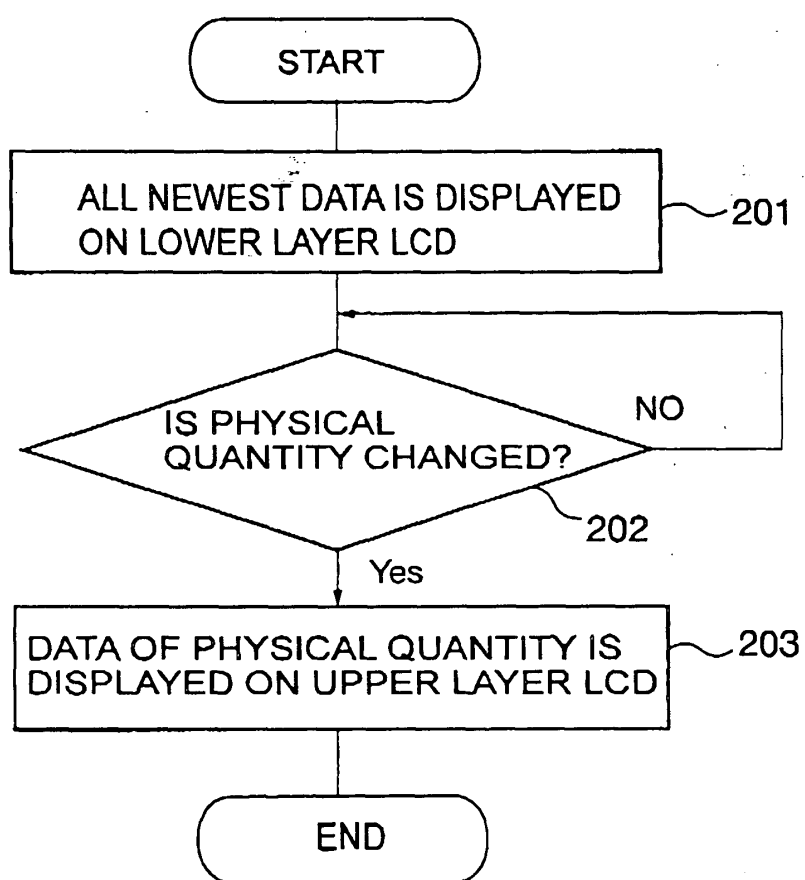 START
ALL NEWEST DATA IS DISPLAYED
ON LOWER LAYER LCD
201
IS PHYSICAL
QUANTITY CHANGED?
NO
202
Yes
DATA OF PHYSICAL QUANTITY IS
DISPLAYED ON UPPER LAYER LCD
203
END